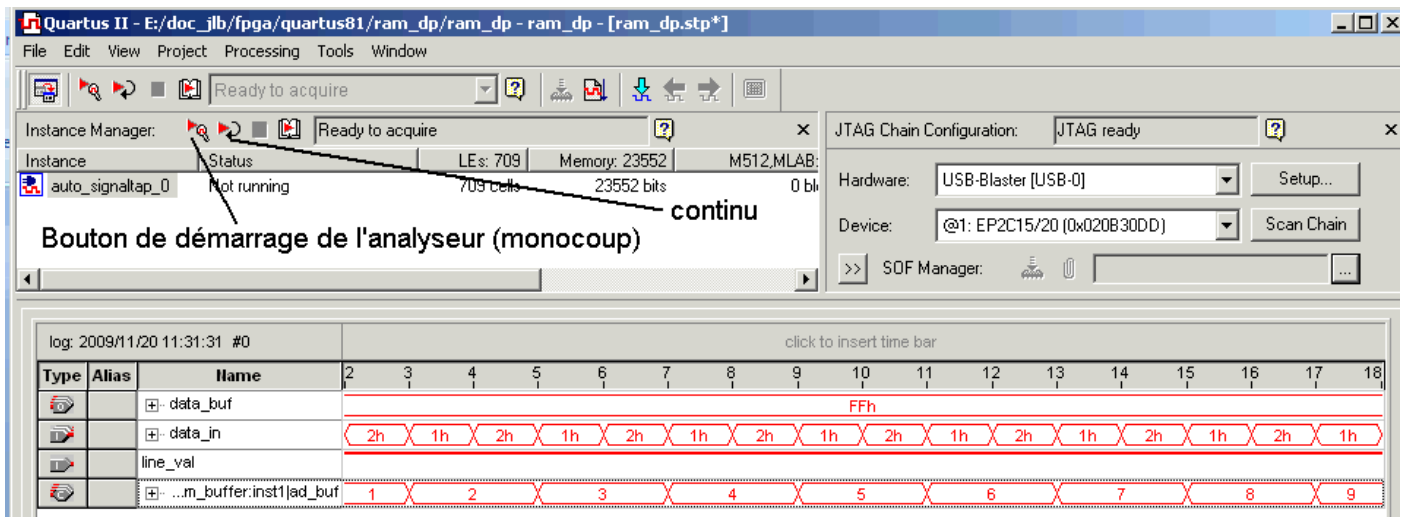 Quartus II - E:/doc_jlb/fpga/quartus81/ram_dp/ram_dp - ram_dp - [ram_dp.stp*]
File Edit View Project Processing Tools Window
Ready to acquire
Instance Manager: Ready to acquire
Instance Status LEs: 709 Memory: 23552 M512,MLAB:
auto_signaltap_0 Not running 709 cells 23552 bits 0 bl
continu
Bouton de démarrage de l'analyseur (monocoup)
JTAG Chain Configuration: JTAG ready
Hardware: USB-Blaster [USB-0] Setup...
Device: @1: EP2C15/20 (0x020B30DD) Scan Chain
>> SOF Manager: ...
log: 2009/11/20 11:31:31 #0 click to insert time bar
Type Alias Name 2 3 4 5 6 7 8 9 10 11 12 13 14 15 16 17 18
data_buf FFh
data_in 2h 1h 2h 1h 2h 1h 2h 1h 2h 1h 2h 1h 2h 1h 2h 1h
line_val
...m_buffer:inst1|ad_buf 1 2 3 4 5 6 7 8 9